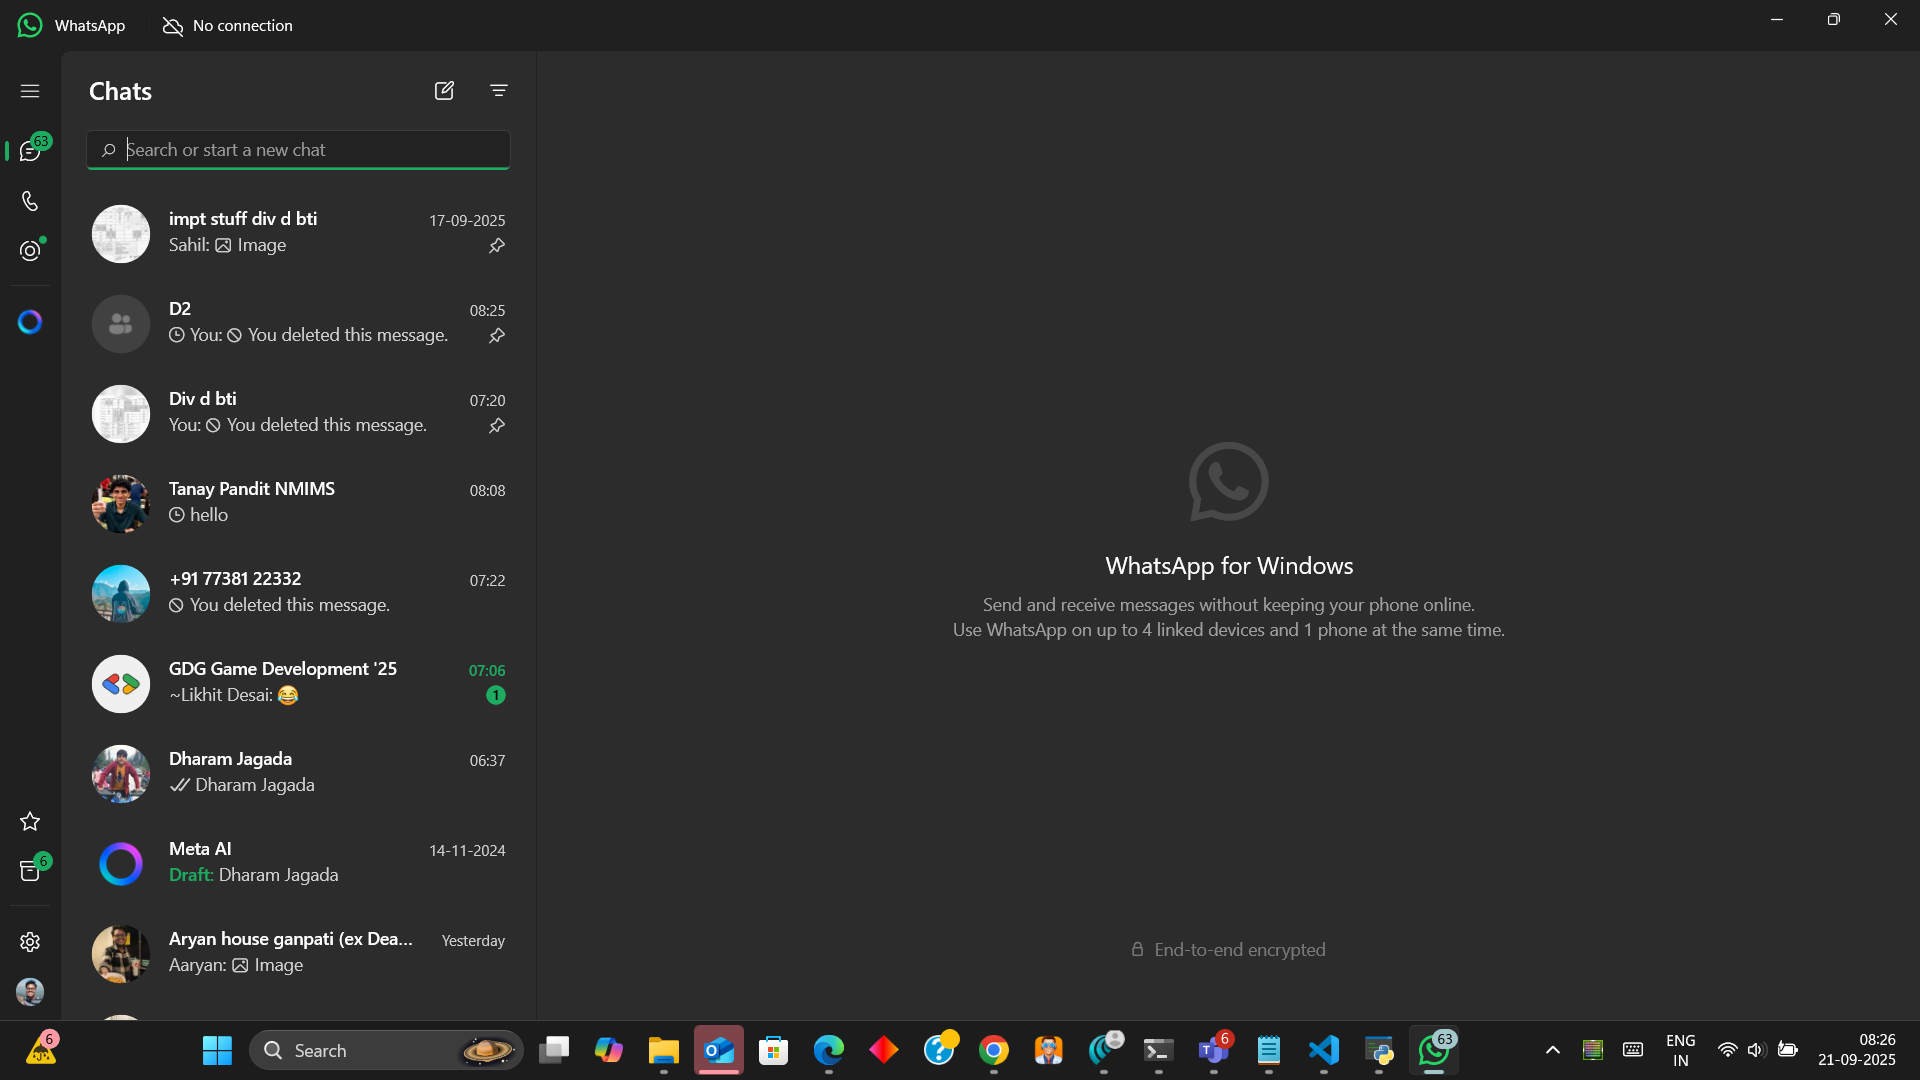 WhatsApp
No connection
Chats
63
Search or start a new chat
impt stuff div d bti
17-09-2025
Sahil: Image
D2
08:25
You: You deleted this message.
Div d bti
07:20
You: You deleted this message.
Tanay Pandit NMIMS
08:08
hello
+91 77381 22332
07:22
You deleted this message.
GDG Game Development '25
07:06
~Likhit Desai: 😂
1
Dharam Jagada
06:37
Dharam Jagada
Meta AI
14-11-2024
Draft: Dharam Jagada
Aryan house ganpati (ex Dea...
Yesterday
Aaryan: Image
6
WhatsApp for Windows
Send and receive messages without keeping your phone online.
Use WhatsApp on up to 4 linked devices and 1 phone at the same time.
End-to-end encrypted
6
Search
6
63
ENG
IN
08:26
21-09-2025